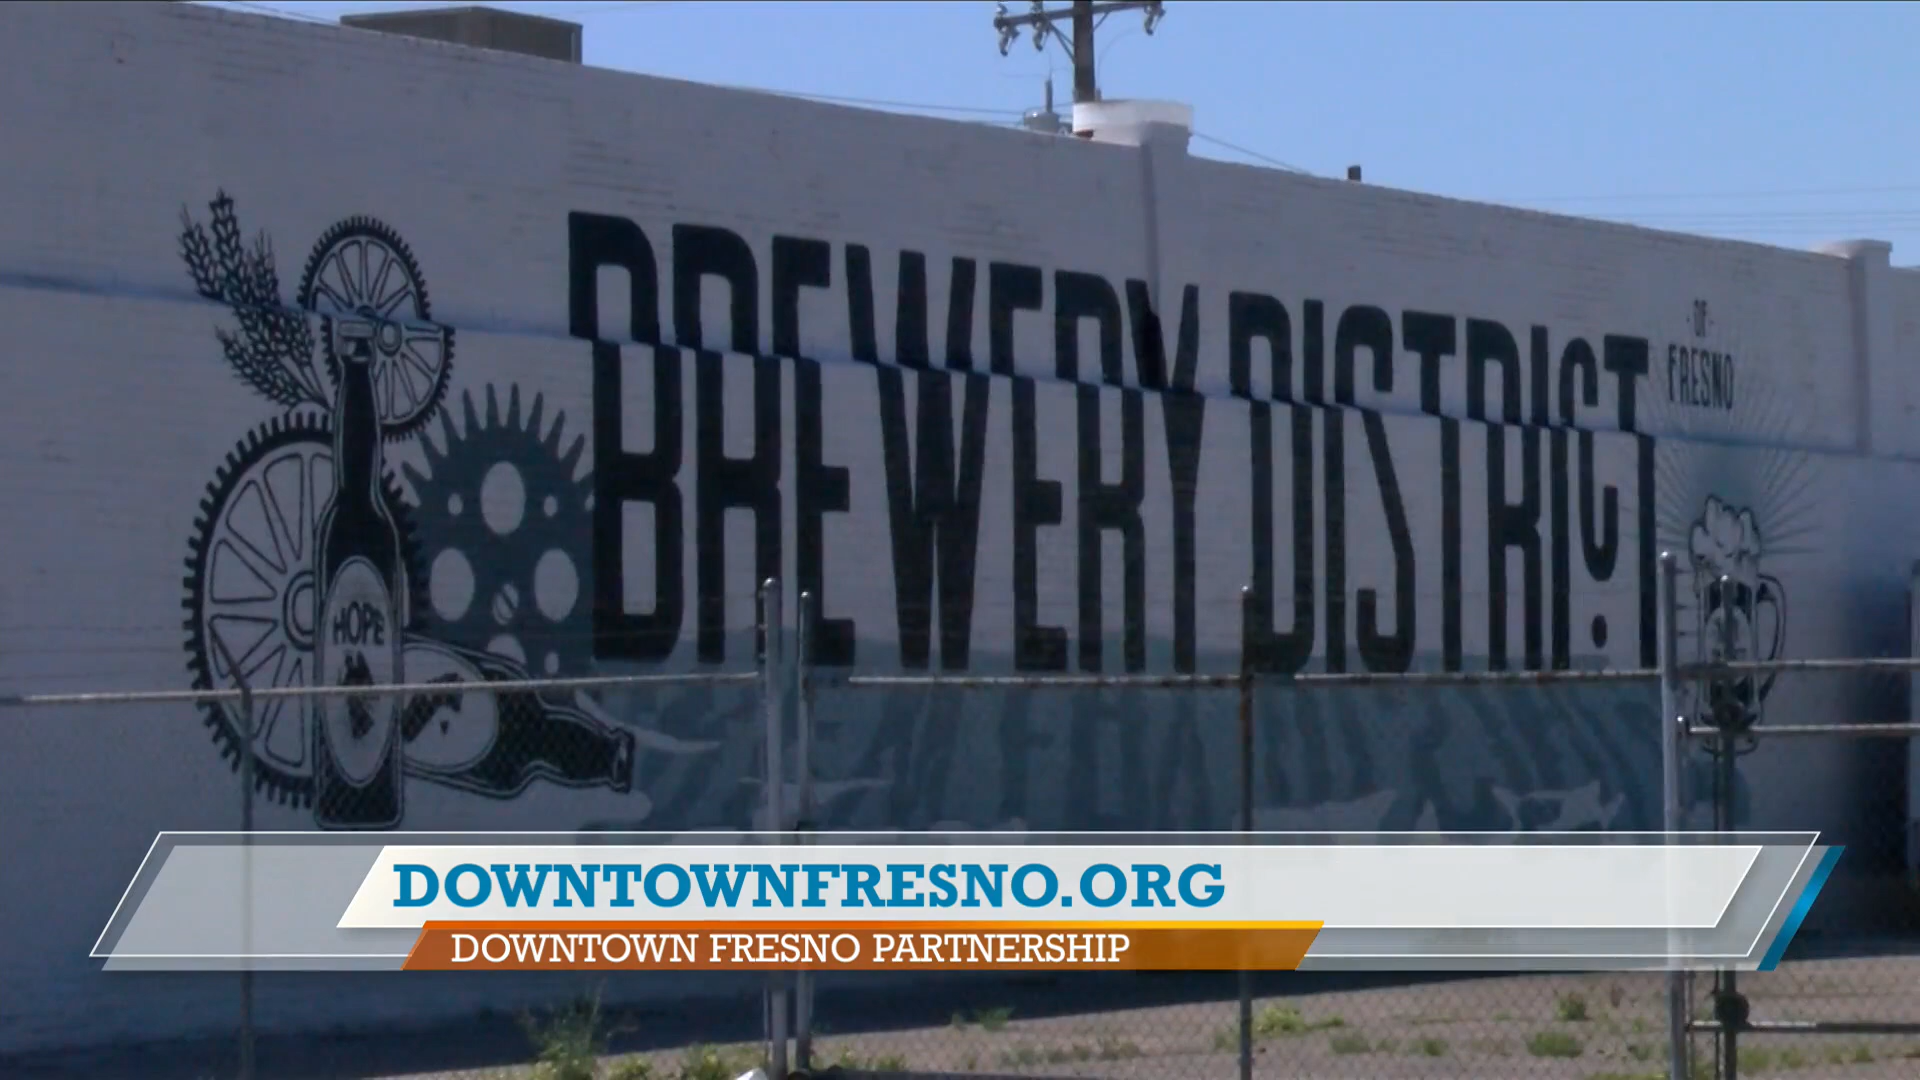 BREWERY DISTRICT
OF
FRESNO
HOPE
DOWNTOWNFRESNO.ORG
DOWNTOWN FRESNO PARTNERSHIP